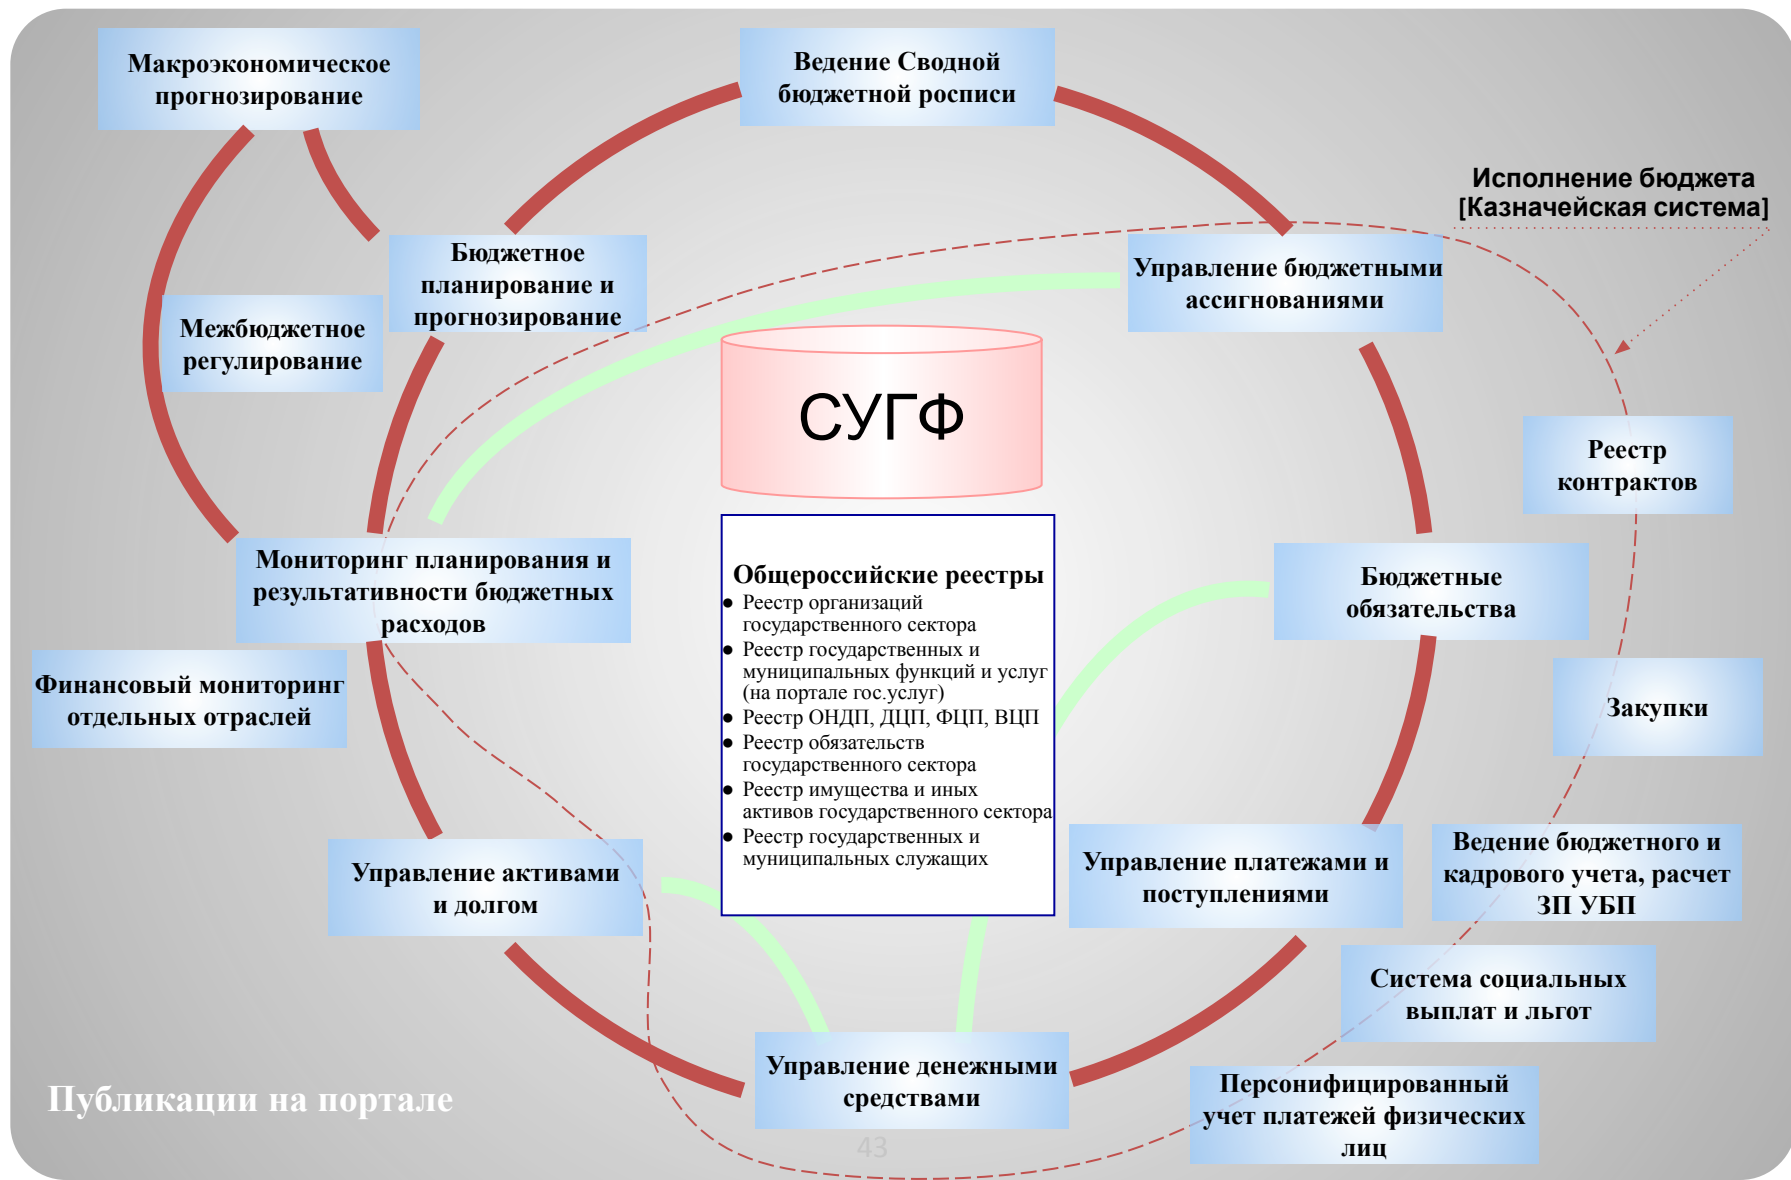 Макроэкономическое
прогнозирование
Ведение Сводной
бюджетной росписи
Исполнение бюджета
[Казначейская система]
Бюджетное
планирование и
прогнозирование
Управление бюджетными
ассигнованиями
Межбюджетное
регулирование
СУГФ
Реестр
контрактов
Мониторинг планирования и
результативности бюджетных
расходов
Общероссийские реестры
● Реестр организаций
государственного сектора
● Реестр государственных и
муниципальных функций и услуг
(на портале гос.услуг)
● Реестр ОНДП, ДЦП, ФЦП, ВЦП
● Реестр обязательств
государственного сектора
● Реестр имущества и иных
активов государственного сектора
● Реестр государственных и
муниципальных служащих
Бюджетные
обязательства
Финансовый мониторинг
отдельных отраслей
Закупки
Управление активами
и долгом
Управление платежами и
поступлениями
Ведение бюджетного и
кадрового учета, расчет
ЗП УБП
Система социальных
выплат и льгот
Управление денежными
средствами
Персонифицированный
учет платежей физических
лиц
Публикации на портале
43